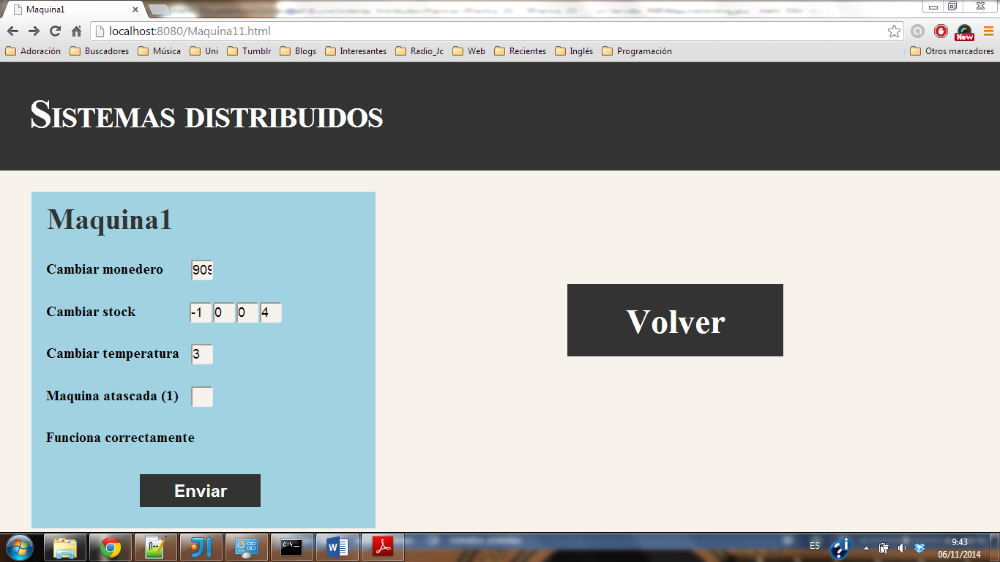 Maquina1
localhost:8080/Maquina11.html
New
Adoración Buscadores Música Uni Tumblr Blogs Interesantes Radio_Jc Web Recientes Inglés Programación Otros marcadores
Sistemas distribuidos
Maquina1
Cambiar monedero 909
Cambiar stock -1 0 0 4
Cambiar temperatura 3
Maquina atascada (1)
Funciona correctamente
Enviar
Volver
ES
9:43
06/11/2014